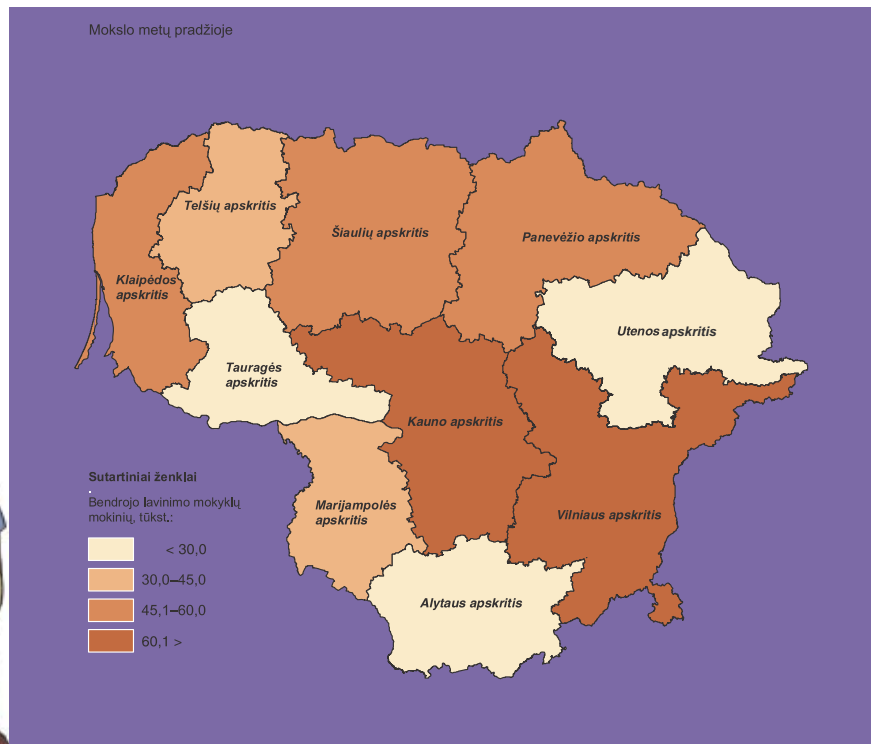 Mokslo metų pradžioje
Telšių apskritis
Šiaulių apskritis
Panevėžio apskritis
Klaipėdos
apskritis
Utenos apskritis
Tauragės
apskritis
Kauno apskritis
Marijampolės
apskritis
Vilniaus apskritis
Alytaus apskritis
Sutartiniai ženklai
Bendrojo lavinimo mokyklų
mokinių, tūkst.:
< 30,0
30,0–45,0
45,1–60,0
60,1 >